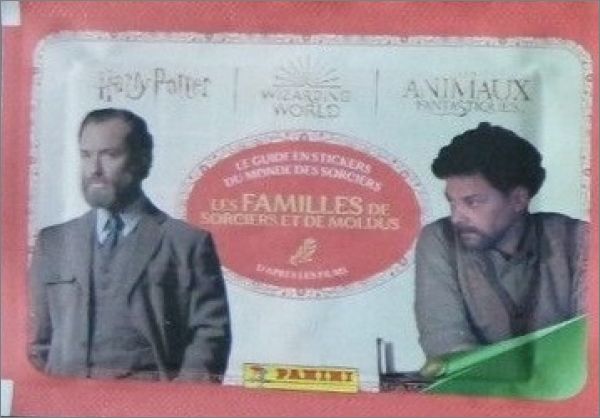 Harry Potter
WIZARDING
WORLD
ANIMAUX
FANTASTIQUES
LE GUIDE EN STICKERS
DU MONDE DES SORCIERS
LES FAMILLES DE
SORCIERS ET DE MOLDUS
D'APRÈS LES FILMS
PANINI